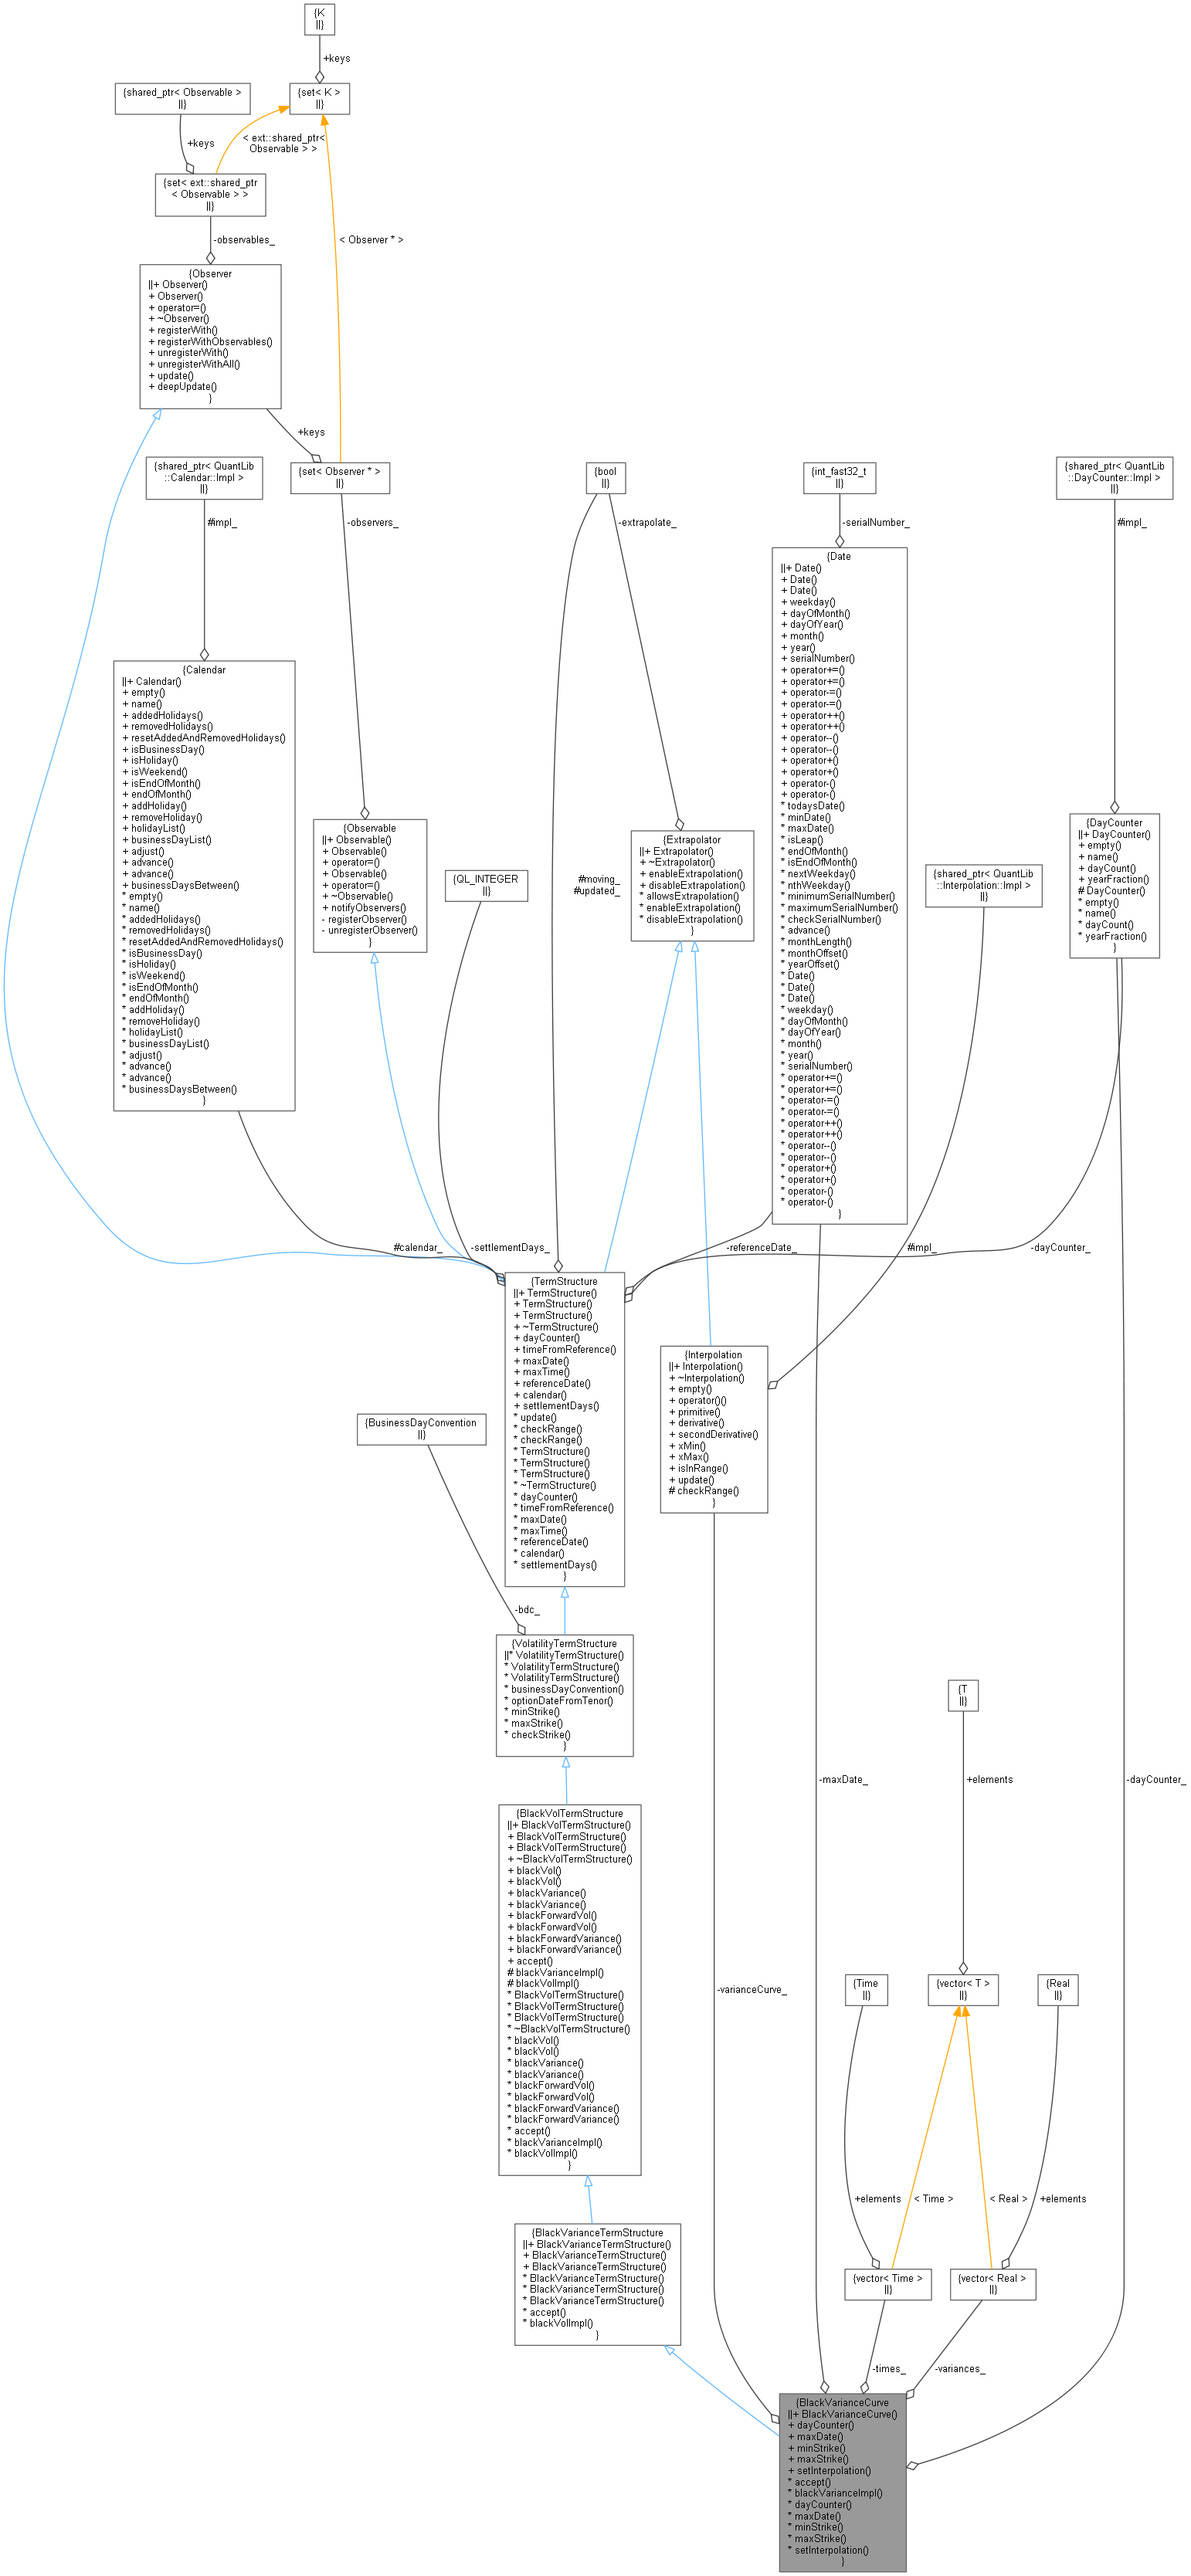 {K
||}
+keys
{shared_ptr< Observable >
||}
{set< K >
||}
+keys
< ext::shared_ptr<
Observable > >
{set< ext::shared_ptr
< Observable > >
||}
-observables_
< Observer * >
{Observer
||+ Observer()
+ Observer()
+ operator=()
+ ~Observer()
+ registerWith()
+ registerWithObservables()
+ unregisterWith()
+ unregisterWithAll()
+ update()
+ deepUpdate()
}
+keys
{shared_ptr< QuantLib
::Calendar::Impl >
||}
{set< Observer * >
||}
{bool
||}
{int_fast32_t
||}
{shared_ptr< QuantLib
::DayCounter::Impl >
||}
#impl_
-observers_
-extrapolate_
-serialNumber_
#impl_
{Date
||+ Date()
+ Date()
+ Date()
+ weekday()
+ dayOfMonth()
+ dayOfYear()
+ month()
+ year()
+ serialNumber()
+ operator+=()
+ operator+=()
+ operator-=()
+ operator-=()
+ operator++()
+ operator++()
+ operator--()
+ operator--()
+ operator+()
+ operator+()
+ operator-()
+ operator-()
* todaysDate()
* minDate()
* maxDate()
* isLeap()
* endOfMonth()
* isEndOfMonth()
* nextWeekday()
* nthWeekday()
* minimumSerialNumber()
* maximumSerialNumber()
* checkSerialNumber()
* advance()
* monthLength()
* monthOffset()
* yearOffset()
* Date()
* Date()
* Date()
* weekday()
* dayOfMonth()
* dayOfYear()
* month()
* year()
* serialNumber()
* operator+=()
* operator+=()
* operator-=()
* operator-=()
* operator++()
* operator++()
* operator--()
* operator--()
* operator+()
* operator+()
* operator-()
* operator-()
}
{Calendar
||+ Calendar()
+ empty()
+ name()
+ addedHolidays()
+ removedHolidays()
+ resetAddedAndRemovedHolidays()
+ isBusinessDay()
+ isHoliday()
+ isWeekend()
+ isEndOfMonth()
+ endOfMonth()
+ addHoliday()
+ removeHoliday()
+ holidayList()
+ businessDayList()
+ adjust()
+ advance()
+ advance()
+ businessDaysBetween()
* empty()
* name()
* addedHolidays()
* removedHolidays()
* resetAddedAndRemovedHolidays()
* isBusinessDay()
* isHoliday()
* isWeekend()
* isEndOfMonth()
* endOfMonth()
* addHoliday()
* removeHoliday()
* holidayList()
* businessDayList()
* adjust()
* advance()
* advance()
* businessDaysBetween()
}
{Observable
||+ Observable()
+ Observable()
+ operator=()
+ Observable()
+ operator=()
+ ~Observable()
+ notifyObservers()
- registerObserver()
- unregisterObserver()
}
{QL_INTEGER
||}
#moving_
#updated_
{Extrapolator
||+ Extrapolator()
+ ~Extrapolator()
+ enableExtrapolation()
+ disableExtrapolation()
* allowsExtrapolation()
* enableExtrapolation()
* disableExtrapolation()
}
{shared_ptr< QuantLib
::Interpolation::Impl >
||}
{DayCounter
||+ DayCounter()
+ empty()
+ name()
+ dayCount()
+ yearFraction()
# DayCounter()
* empty()
* name()
* dayCount()
* yearFraction()
}
#calendar_
-settlementDays_
-referenceDate_
#impl_
-dayCounter_
{TermStructure
||+ TermStructure()
+ TermStructure()
+ TermStructure()
+ ~TermStructure()
+ dayCounter()
+ timeFromReference()
+ maxDate()
+ maxTime()
+ referenceDate()
+ calendar()
+ settlementDays()
* update()
* checkRange()
* checkRange()
* TermStructure()
* TermStructure()
* TermStructure()
* ~TermStructure()
* dayCounter()
* timeFromReference()
* maxDate()
* maxTime()
* referenceDate()
* calendar()
* settlementDays()
}
{Interpolation
||+ Interpolation()
+ ~Interpolation()
+ empty()
+ operator()()
+ primitive()
+ derivative()
+ secondDerivative()
+ xMin()
+ xMax()
+ isInRange()
+ update()
# checkRange()
}
{BusinessDayConvention
||}
-bdc_
{VolatilityTermStructure
||* VolatilityTermStructure()
* VolatilityTermStructure()
* VolatilityTermStructure()
* businessDayConvention()
* optionDateFromTenor()
* minStrike()
* maxStrike()
* checkStrike()
}
{T
||}
-maxDate_
+elements
-dayCounter_
{BlackVolTermStructure
||+ BlackVolTermStructure()
+ BlackVolTermStructure()
+ BlackVolTermStructure()
+ ~BlackVolTermStructure()
+ blackVol()
+ blackVol()
+ blackVariance()
+ blackVariance()
+ blackForwardVol()
+ blackForwardVol()
+ blackForwardVariance()
+ blackForwardVariance()
+ accept()
# blackVarianceImpl()
# blackVolImpl()
* BlackVolTermStructure()
* BlackVolTermStructure()
* BlackVolTermStructure()
* ~BlackVolTermStructure()
* blackVol()
* blackVol()
* blackVariance()
* blackVariance()
* blackForwardVol()
* blackForwardVol()
* blackForwardVariance()
* blackForwardVariance()
* accept()
* blackVarianceImpl()
* blackVolImpl()
}
-varianceCurve_
{Time
||}
{vector< T >
||}
{Real
||}
+elements
< Time >
< Real >
+elements
{BlackVarianceTermStructure
||+ BlackVarianceTermStructure()
+ BlackVarianceTermStructure()
+ BlackVarianceTermStructure()
* BlackVarianceTermStructure()
* BlackVarianceTermStructure()
* BlackVarianceTermStructure()
* accept()
* blackVolImpl()
}
{vector< Time >
||}
{vector< Real >
||}
-times_
-variances_
{BlackVarianceCurve
||+ BlackVarianceCurve()
+ dayCounter()
+ maxDate()
+ minStrike()
+ maxStrike()
+ setInterpolation()
* accept()
* blackVarianceImpl()
* dayCounter()
* maxDate()
* minStrike()
* maxStrike()
* setInterpolation()
}